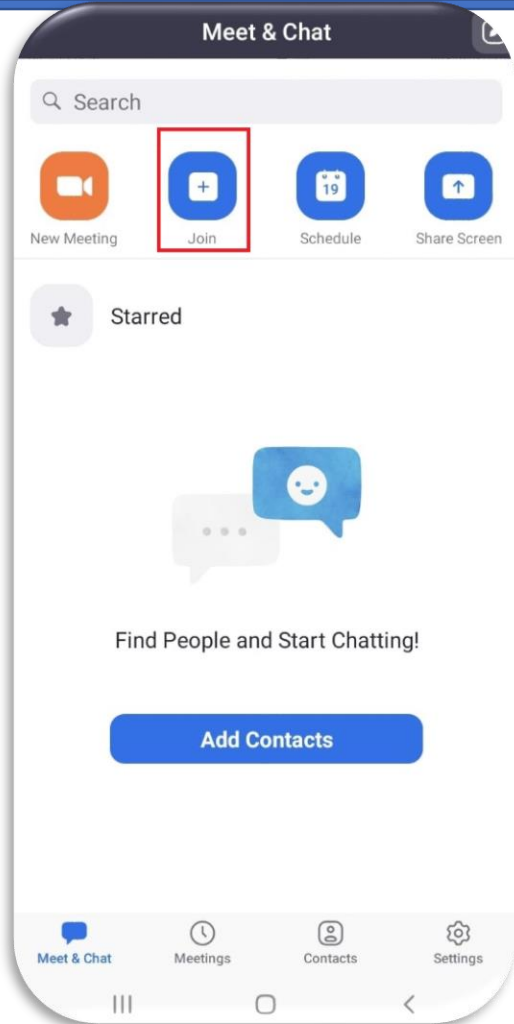 Meet & Chat
Search
19
New Meeting Join Schedule Share Screen
Starred
Find People and Start Chatting!
Add Contacts
Meet & Chat Meetings Contacts Settings